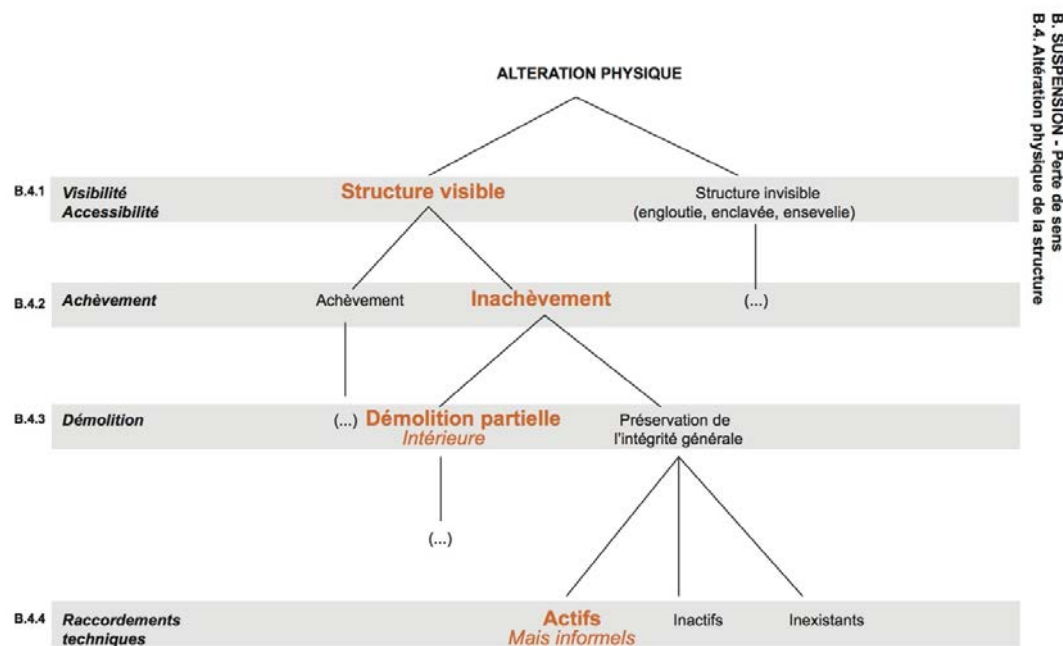 B. SUSPENSION - Perte de sens
B.4. Altération physique de la structure
ALTERATION PHYSIQUE
B.4.1
Visibilité
Accessibilité
Structure visible
Structure invisible
(engloutie, enclavée, ensevelie)
B.4.2
Achèvement
Achèvement
Inachèvement
(...)
B.4.3
Démolition
(...)
Démolition partielle
Intérieure
Préservation de
l'intégrité générale
(...)
B.4.4
Raccordements
techniques
Actifs
Mais informels
Inactifs
Inexistants